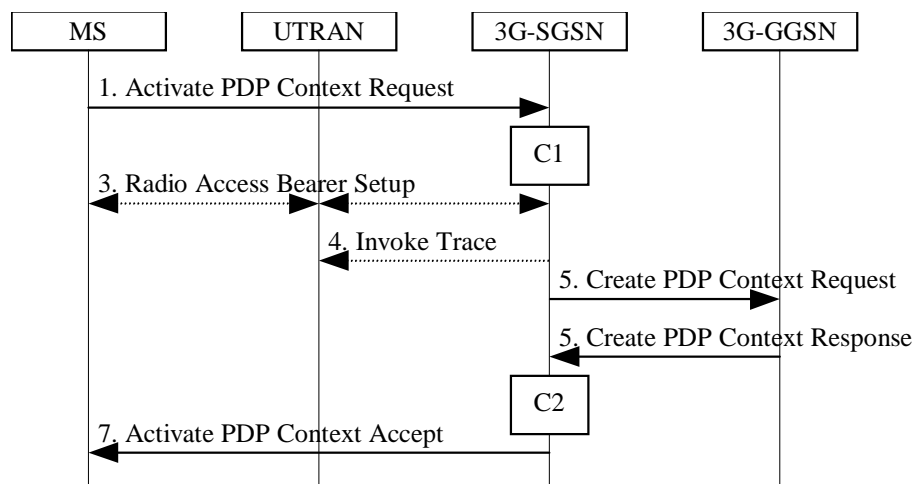 MS
UTRAN
3G-SGSN
3G-GGSN
1. Activate PDP Context Request
C1
3. Radio Access Bearer Setup
4. Invoke Trace
5. Create PDP Context Request
5. Create PDP Context Response
C2
7. Activate PDP Context Accept